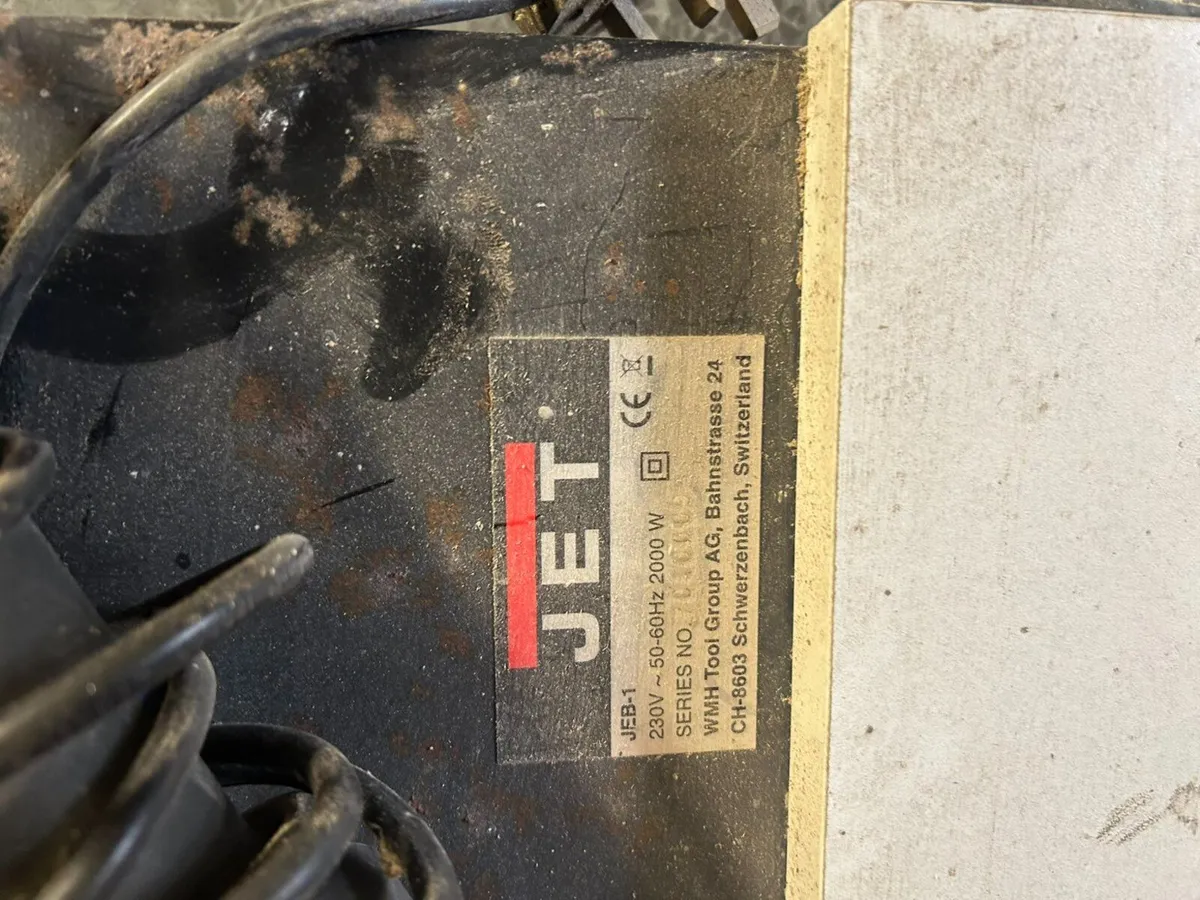 JET
JEB-1
230V ~ 50-60Hz 2000 W CE
SERIES NO.
WMH Tool Group AG, Bahnstrasse 24
CH-8603 Schwerzenbach, Switzerland